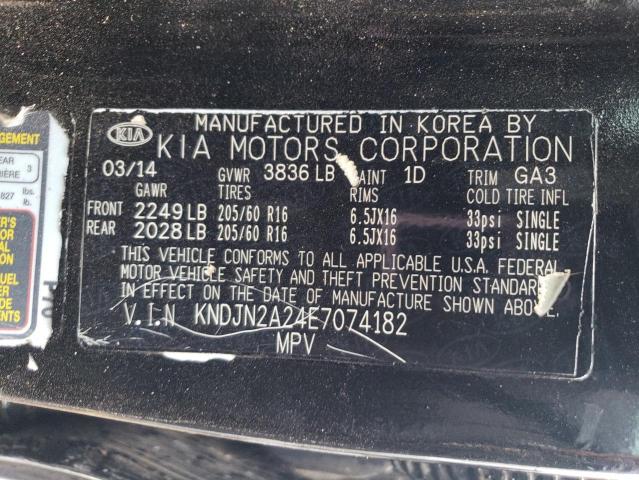 MANUFACTURED IN KOREA BY
KIA KIA MOTORS CORPORATION
03/14 GVWR 3836 LB PAINT 1D TRIM GA3
GAWR TIRES RIMS COLD TIRE INFL
FRONT 2249 LB 205/60 R16 6.5JX16 33psi SINGLE
REAR 2028 LB 205/60 R16 6.5JX16 33psi SINGLE
THIS VEHICLE CONFORMS TO ALL APPLICABLE U.S.A. FEDERAL
MOTOR VEHICLE SAFETY AND THEFT PREVENTION STANDARDS
IN EFFECT ON THE DATE OF MANUFACTURE SHOWN ABOVE.
V.I.N KNDJN2A24E7074182
MPV